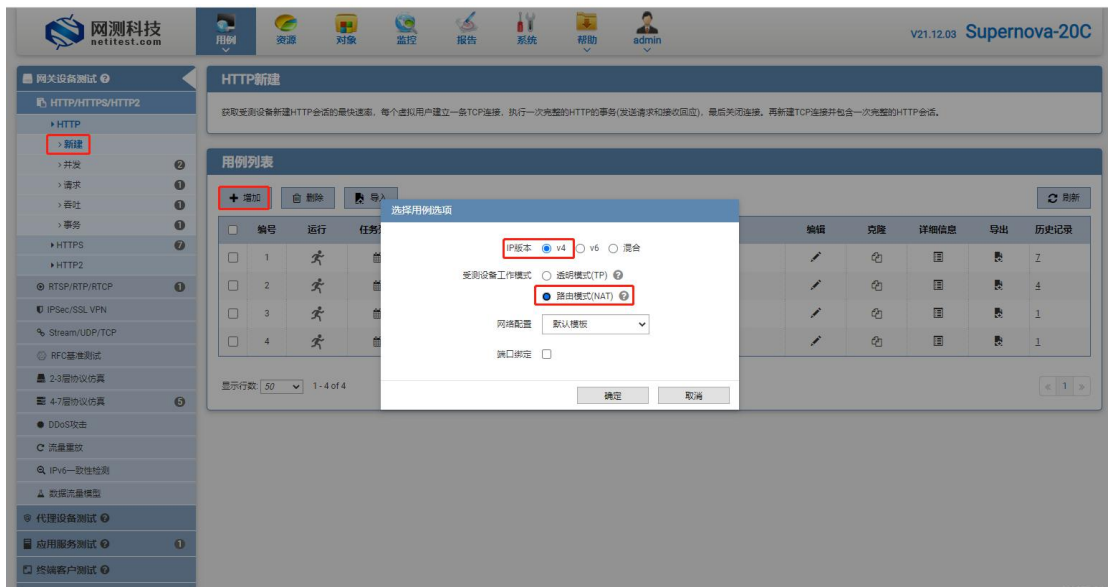 网测科技
netitest.com
用例
资源
对象
监控
报告
系统
帮助
admin
V21.12.03 Supernova-20C
网关设备测试
HTTP/HTTPS/HTTP2
HTTP
新建
并发 2
请求 1
吞吐 1
事务 1
HTTPS 7
HTTP2
RTSP/RTP/RTCP 1
IPSec/SSL VPN
Stream/UDP/TCP
RFC基准测试
2-3层协议仿真
4-7层协议仿真 5
DDoS攻击
流量重放
IPv6一致性检测
数据流量模型
代理设备测试
应用服务测试 1
终端客户测试
HTTP新建
获取受测设备新建HTTP会话的最快速率，每个虚拟用户建立一条TCP连接，执行一次完整的HTTP的事务(发送请求和接收回应)，最后关闭连接。再新建TCP连接并包含一次完整的HTTP会话。
用例列表
增加 删除 导入 刷新
编号 运行 任务 编辑 克隆 详细信息 导出 历史记录
1 7
2 4
3 1
4 1
显示行数: 50 1 - 4 of 4 « 1 »
选择用例选项
IP版本 v4 v6 混合
受测设备工作模式 透明模式(TP)
路由模式(NAT)
网络配置 默认模板
端口绑定
确定 取消